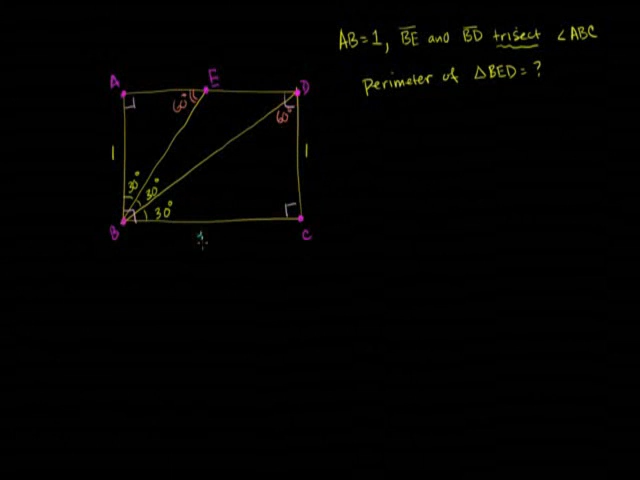 AB=1, BE and BD trisect ∠ABC
Perimeter of △BED=?
A
E
D
60°
60°
1
1
30°
30°
30°
B
C